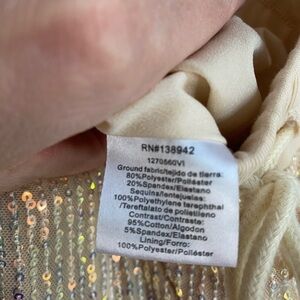 RN#138942
1270560VI
Ground fabric/tejido de tierra:
80%Polyester/Poliéster
20%Spandex/Elastano
Sequins/lentejuelas:
100%Polyethylene terephthal
/Tereftalato de polietileno
Contrast/Contraste:
95%Cotton/Algodon
5%Spandex/Elastano
Lining/Forro:
100%Polyester/Poliéster